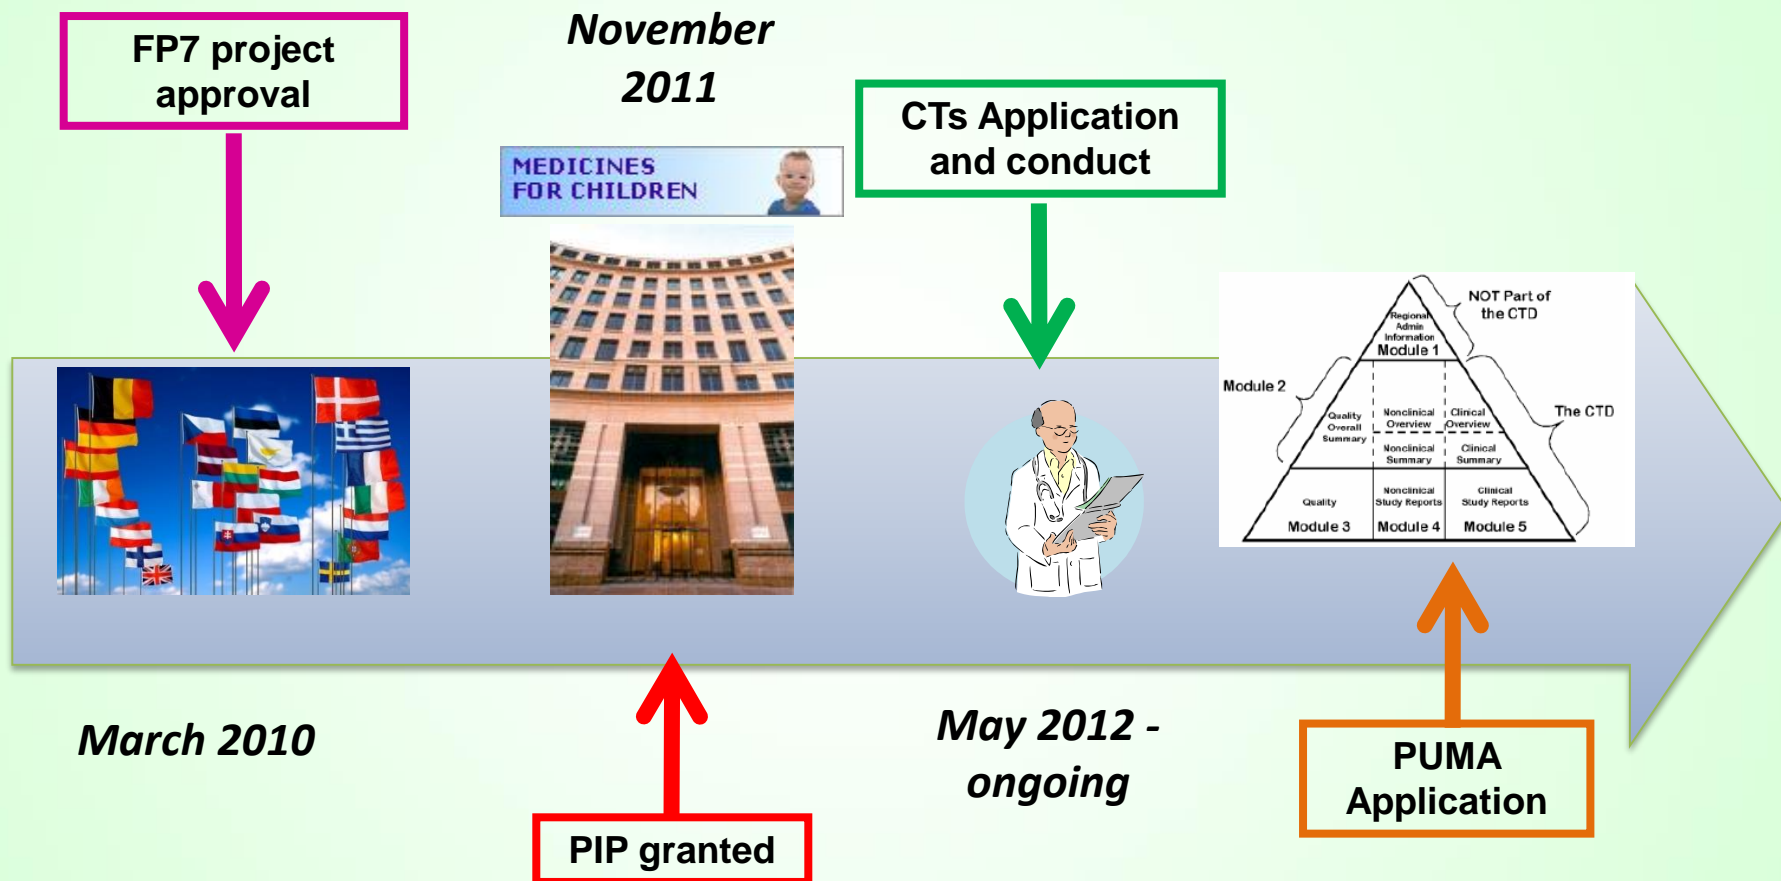 FP7 project
approval
November
2011
MEDICINES
FOR CHILDREN
CTs Application
and conduct
NOT Part of
the CTD
Regional
Admin
Information
Module 1
Module 2
The CTD
Quality
Overall
Summary
Nonclinical
Overview
Clinical
Overview
Nonclinical
Summary
Clinical
Summary
Quality
Module 3
Nonclinical
Study Reports
Module 4
Clinical
Study Reports
Module 5
March 2010
PIP granted
May 2012 -
ongoing
PUMA
Application